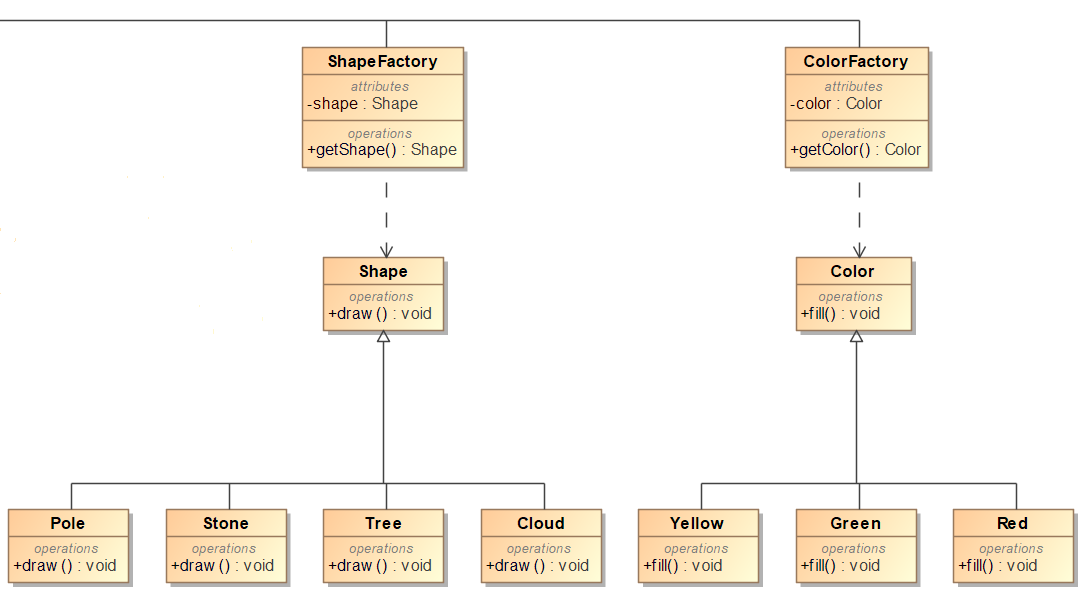 ShapeFactory
attributes
-shape : Shape
operations
+getShape() : Shape
ColorFactory
attributes
-color : Color
operations
+getColor() : Color
Shape
operations
+draw () : void
Color
operations
+fill() : void
Pole
operations
+draw () : void
Stone
operations
+draw () : void
Tree
operations
+draw () : void
Cloud
operations
+draw () : void
Yellow
operations
+fill() : void
Green
operations
+fill() : void
Red
operations
+fill() : void